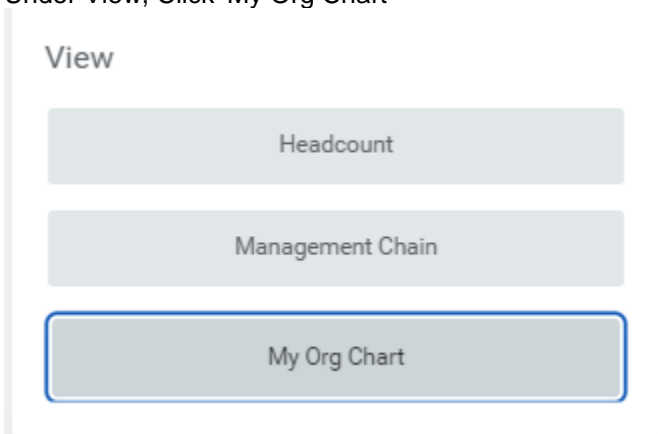 Under View, Click 'My Org Chart'
View
Headcount
Management Chain
My Org Chart